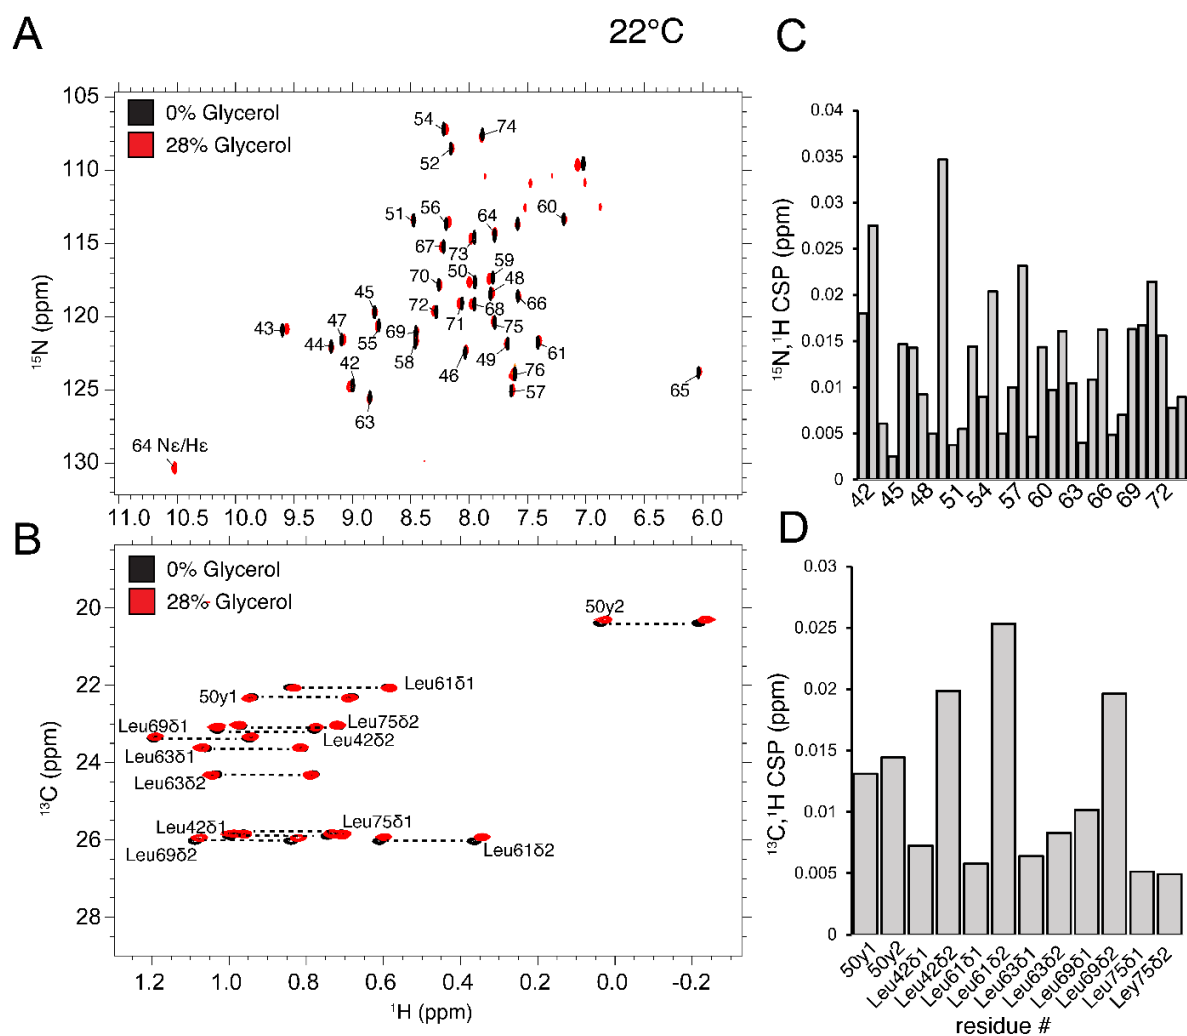 A
22°C
C
105
110
115
120
125
130
15N (ppm)
0% Glycerol
28% Glycerol
54
74
52
51
56
64
60
67
73
59
50
48
70
45
72
71
68
66
43
47
44
55
69
58
75
49
61
46
42
76
57
63
65
64 Nε/Hε
11.0 10.5 10.0 9.5 9.0 8.5 8.0 7.5 7.0 6.5 6.0
0.04
0.035
0.03
0.025
0.02
0.015
0.01
0.005
0
15N,1H CSP (ppm)
42 45 48 51 54 57 60 63 66 69 72
B
D
0% Glycerol
28% Glycerol
20
22
24
26
28
13C (ppm)
50y2
Leu61δ1
50y1
Leu69δ1
Leu75δ2
Leu42δ2
Leu63δ1
Leu63δ2
Leu42δ1
Leu75δ1
Leu69δ2
Leu61δ2
1.2 1.0 0.8 0.6 0.4 0.2 0.0 -0.2
1H (ppm)
0.03
0.025
0.02
0.015
0.01
0.005
0
13C,1H CSP (ppm)
50y1
50y2
Leu42δ1
Leu42δ2
Leu61δ1
Leu61δ2
Leu63δ1
Leu63δ2
Leu69δ1
Leu69δ2
Leu75δ1
Ley75δ2
residue #